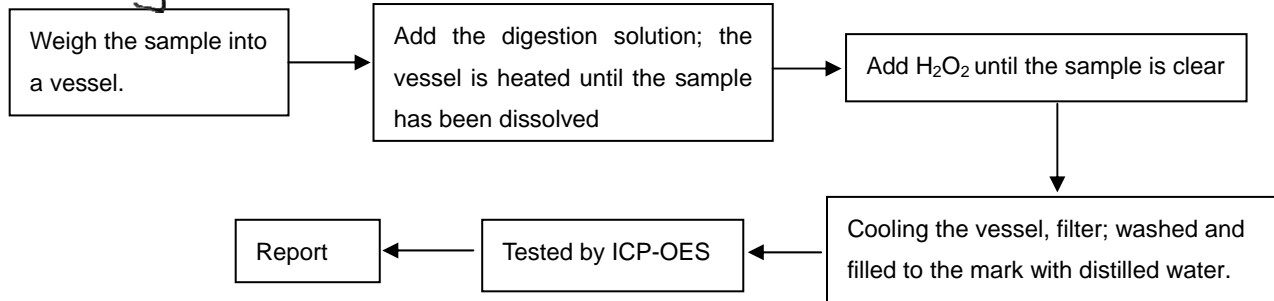 Weigh the sample into
a vessel.
Add the digestion solution; the
vessel is heated until the sample
has been dissolved
Add H₂O₂ until the sample is clear
Cooling the vessel, filter; washed and
filled to the mark with distilled water.
Tested by ICP-OES
Report